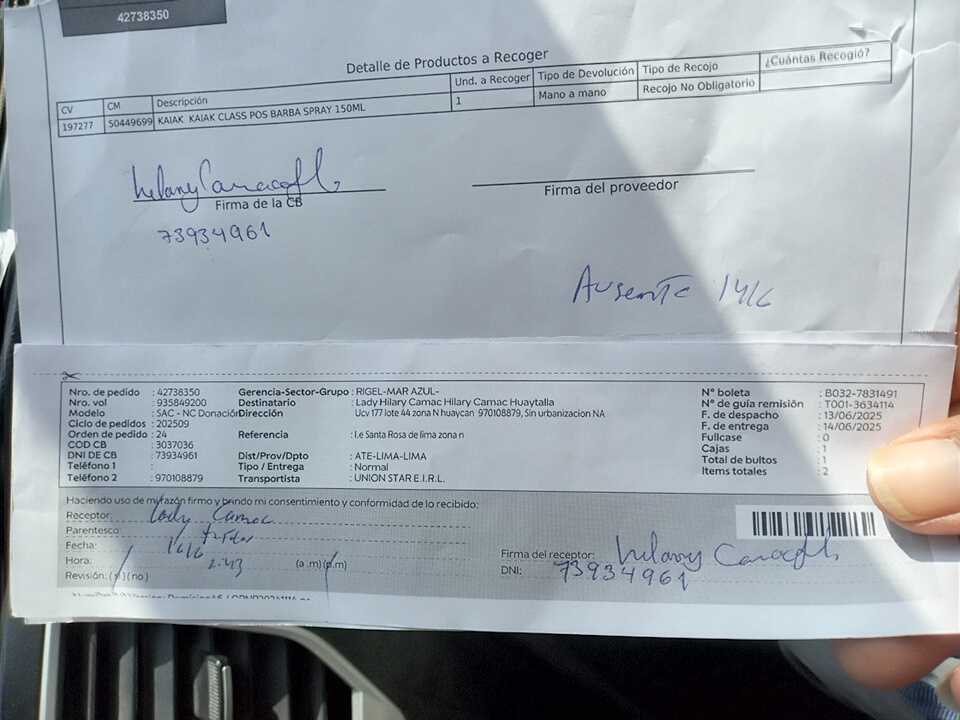 42738350
Detalle de Productos a Recoger
CV CM Descripción Und. a Recoger Tipo de Devolución Tipo de Recojo ¿Cuántas Recogió?
197277 50449699 KAIAK KAIAK CLASS POS BARBA SPRAY 150ML 1 Mano a mano Recojo No Obligatorio
Firma de la CB
Firma del proveedor
73934961
Ausente 14/6
Nro. de pedido : 42738350 Gerencia-Sector-Grupo : RIGEL-MAR AZUL- N° boleta : B032-7831491
Nro. vol : 935849200 Destinatario : Lady Hilary Camac Hilary Camac Huaytalla N° de guía remisión : T001-3634114
Modelo : SAC - NC Donación Dirección Ucv 177 lote 44 zona N huaycan 970108879, Sin urbanizacion NA F. de despacho : 13/06/2025
Ciclo de pedidos : 202509 F. de entrega : 14/06/2025
Orden de pedido : 24 Referencia : I.e Santa Rosa de lima zona n Fullcase : 0
COD CB : 3037036 Cajas : 1
DNI DE CB : 73934961 Dist/Prov/Dpto : ATE-LIMA-LIMA Total de bultos : 1
Teléfono 1 : Tipo / Entrega : Normal Items totales : 2
Teléfono 2 : 970108879 Transportista : UNION STAR E.I.R.L.
Haciendo uso de mi razón firmo y brindo mi consentimiento y conformidad de lo recibido:
Receptor: Lady Camac
Parentesco: 
Fecha: 16/6
Hora: 2:43 (a.m)(p.m)
Revisión: (si)(no)
Firma del receptor:
DNI: 73934961